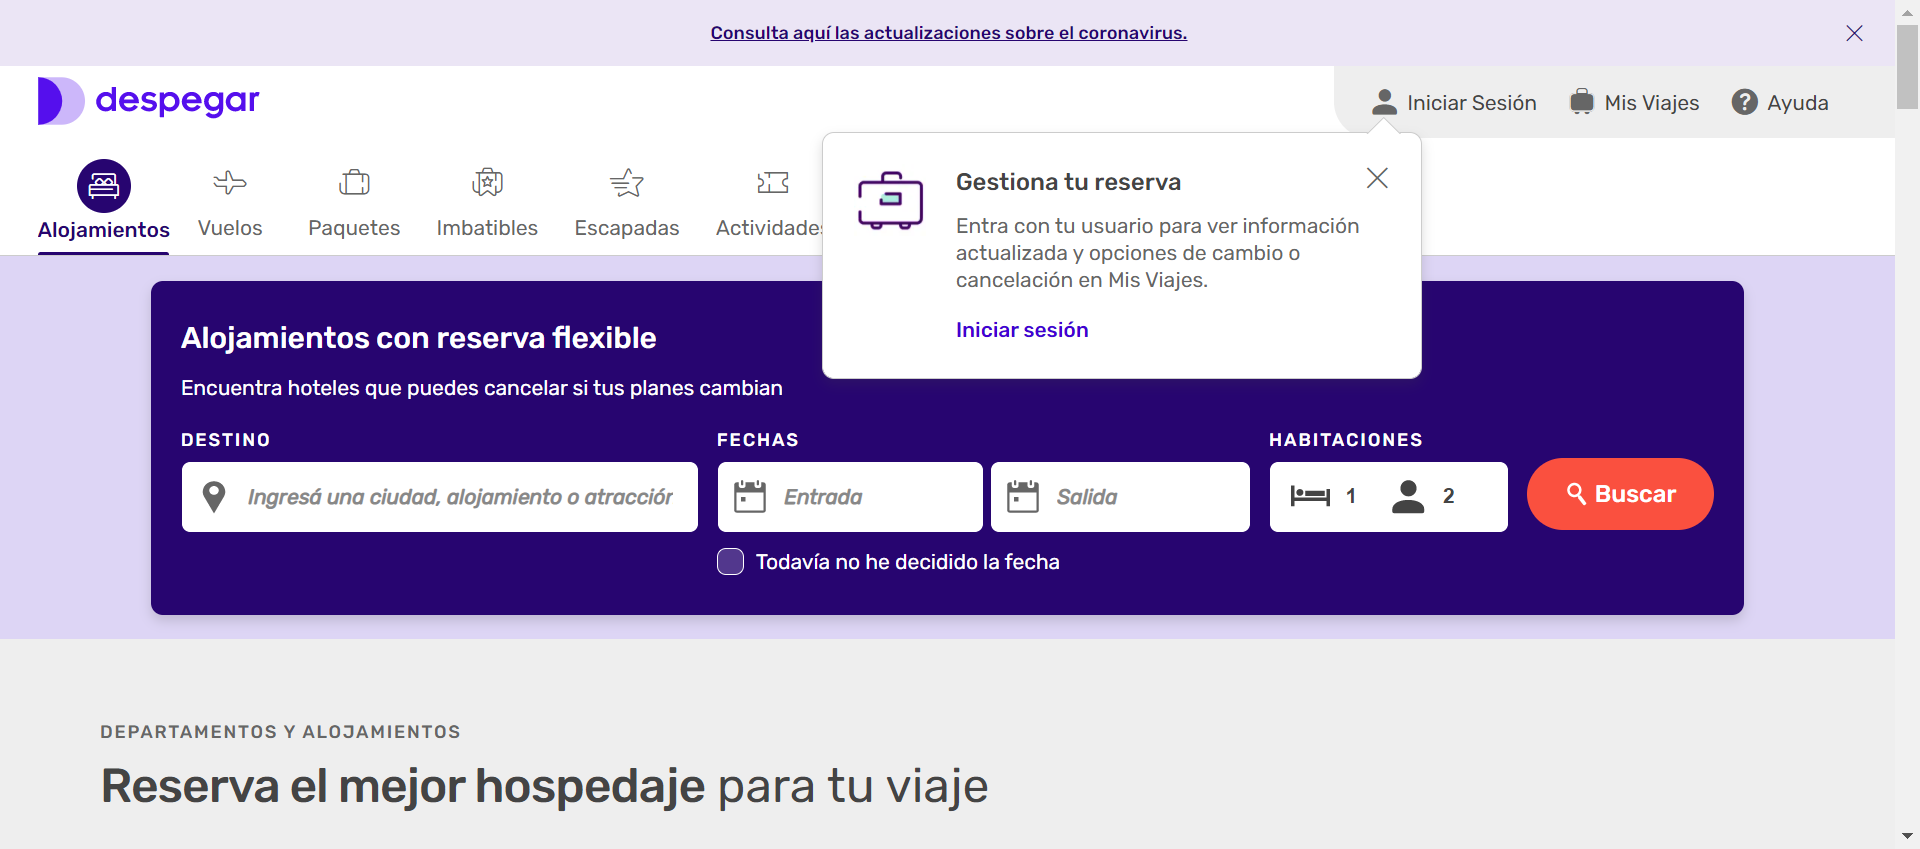 Consulta aquí las actualizaciones sobre el coronavirus.
despegar
Iniciar Sesión
Mis Viajes
Ayuda
Alojamientos
Vuelos
Paquetes
Imbatibles
Escapadas
Actividades
Gestiona tu reserva
Entra con tu usuario para ver información
actualizada y opciones de cambio o
cancelación en Mis Viajes.
Iniciar sesión
Alojamientos con reserva flexible
Encuentra hoteles que puedes cancelar si tus planes cambian
DESTINO
FECHAS
HABITACIONES
Ingresá una ciudad, alojamiento o atracción
Entrada
Salida
1
2
Buscar
Todavía no he decidido la fecha
DEPARTAMENTOS Y ALOJAMIENTOS
Reserva el mejor hospedaje para tu viaje